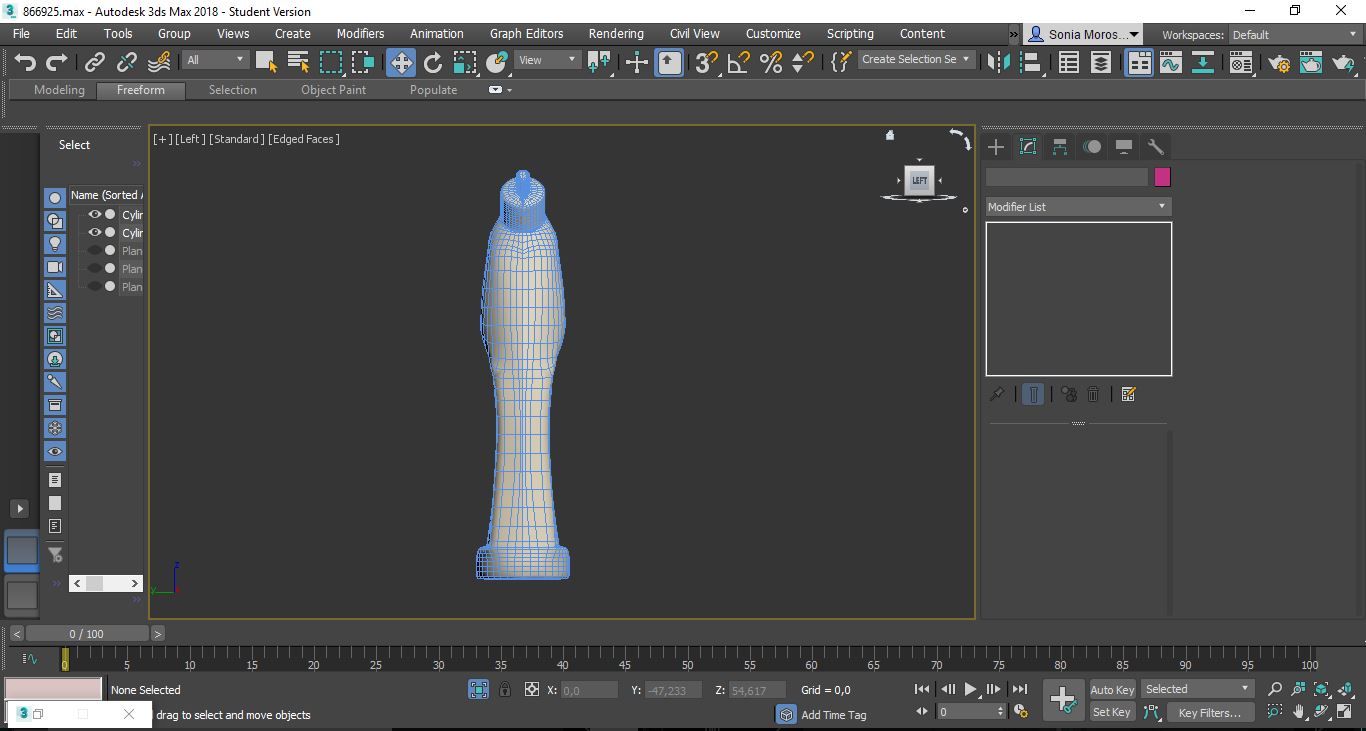 866925.max - Autodesk 3ds Max 2018 - Student Version
File Edit Tools Group Views Create Modifiers Animation Graph Editors Rendering Civil View Customize Scripting Content » Sonia Moros... Workspaces: Default
All View 3 Create Selection Se
Modeling Freeform Selection Object Paint Populate
[+] [Left ] [Standard ] [Edged Faces ]
Select
»
LEFT
Name (Sorted A
Cylin
Cylin
Plan
Plan
Plan
Modifier List
z
y
»
< >
»
< 0 / 100 >
0 5 10 15 20 25 30 35 40 45 50 55 60 65 70 75 80 85 90 95 100
None Selected X: 0,0 Y: -47,233 Z: 54,617 Grid = 0,0 Auto Key Selected
3 drag to select and move objects Add Time Tag 0 Set Key Key Filters...